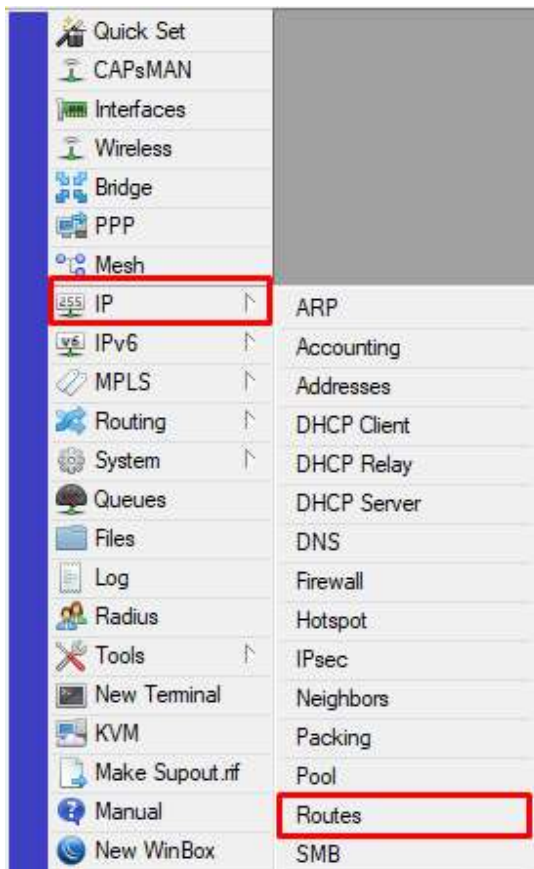 Quick Set
CAPsMAN
Interfaces
Wireless
Bridge
PPP
Mesh
255 IP
v6 IPv6
MPLS
Routing
System
Queues
Files
Log
Radius
Tools
New Terminal
KVM
Make Supout.rif
Manual
New WinBox
ARP
Accounting
Addresses
DHCP Client
DHCP Relay
DHCP Server
DNS
Firewall
Hotspot
IPsec
Neighbors
Packing
Pool
Routes
SMB